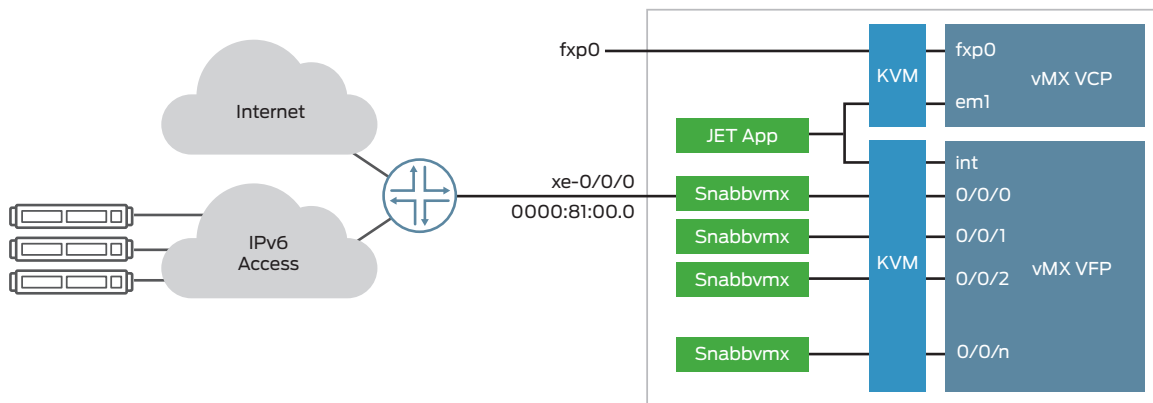 Internet
IPv6
Access
fxp0
xe-0/0/0
0000:81:00.0
JET App
Snabbvmx
Snabbvmx
Snabbvmx
Snabbvmx
KVM
KVM
fxp0
vMX VCP
em1
int
0/0/0
0/0/1
vMX VFP
0/0/2
0/0/n